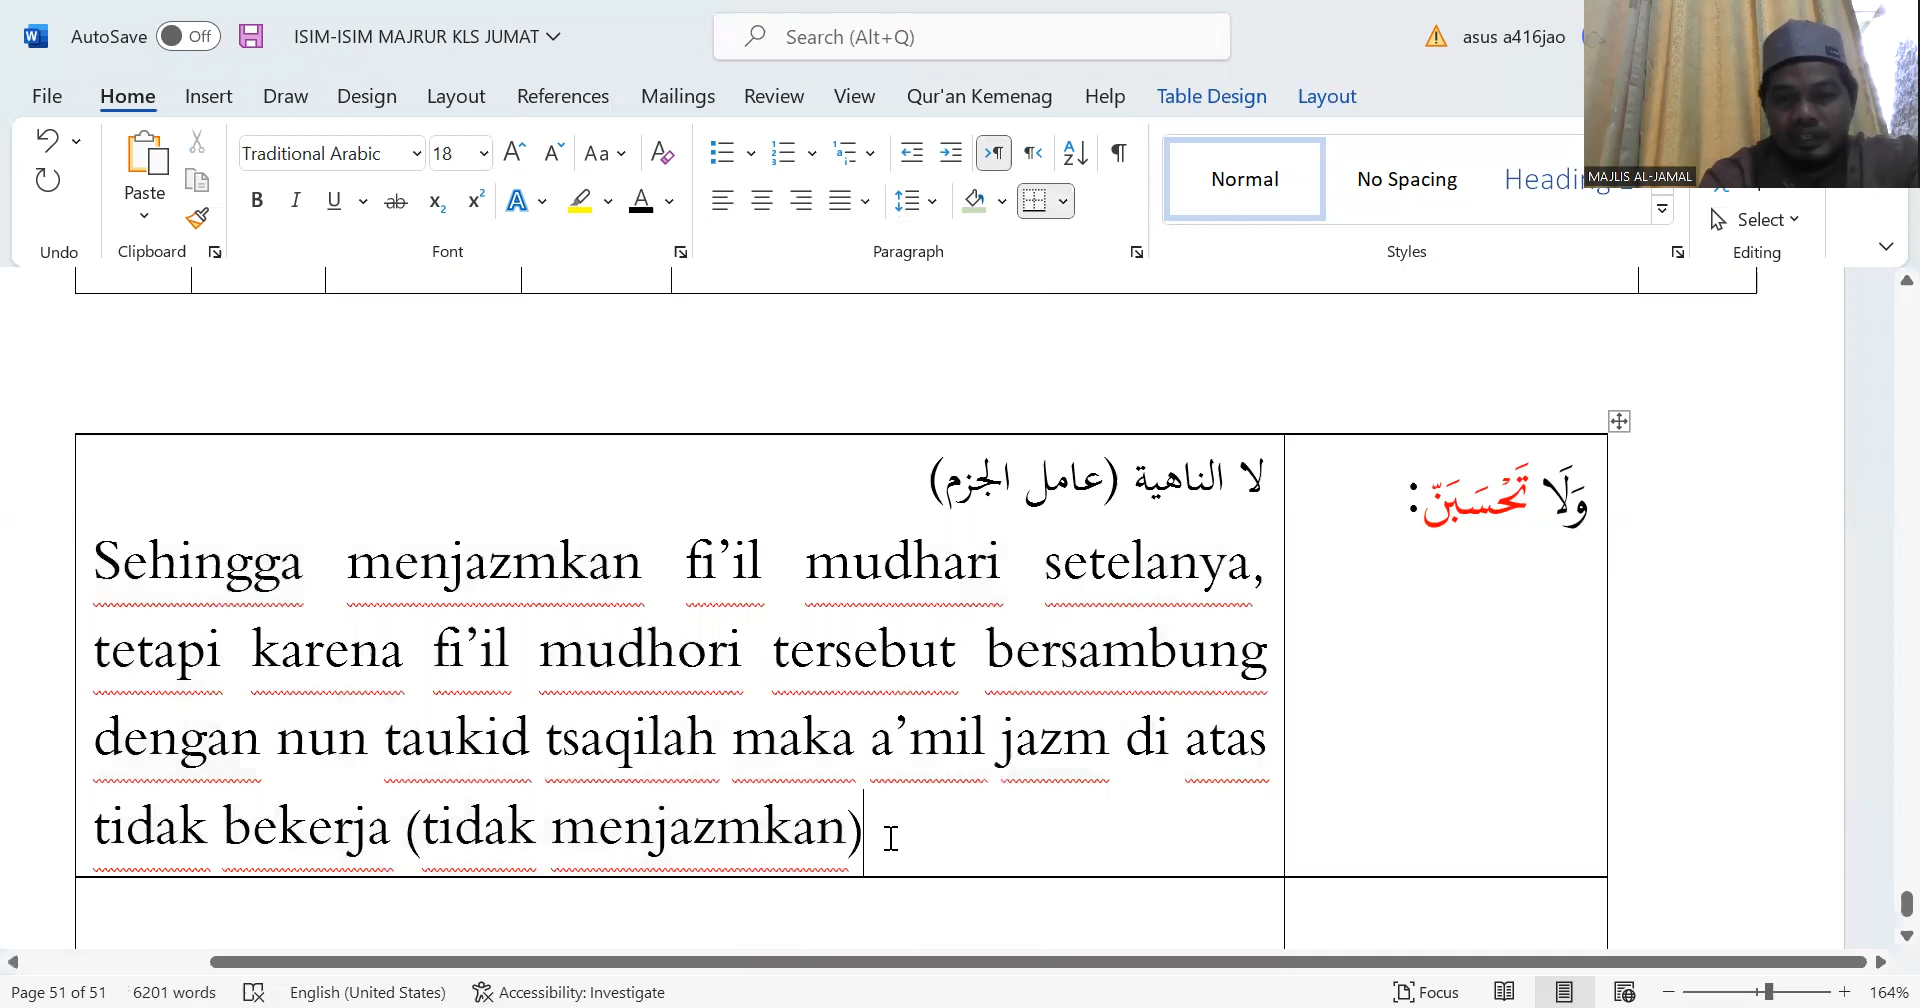 AutoSave Off ISIM-ISIM MAJRUR KLS JUMAT Search (Alt+Q) asus a416jao
File Home Insert Draw Design Layout References Mailings Review View Qur'an Kemenag Help Table Design Layout
MAJLIS AL-JAMAL
Paste
Traditional Arabic 18
Normal No Spacing Heading
Select
Undo Clipboard Font Paragraph Styles Editing
وَلَا تَحْسَبَنّ:
لا الناهية (عامل الجزم)
Sehingga menjazmkan fi’il mudhari setelanya,
tetapi karena fi’il mudhori tersebut bersambung
dengan nun taukid tsaqilah maka a’mil jazm di atas
tidak bekerja (tidak menjazmkan)
Page 51 of 51 6201 words English (United States) Accessibility: Investigate Focus 164%